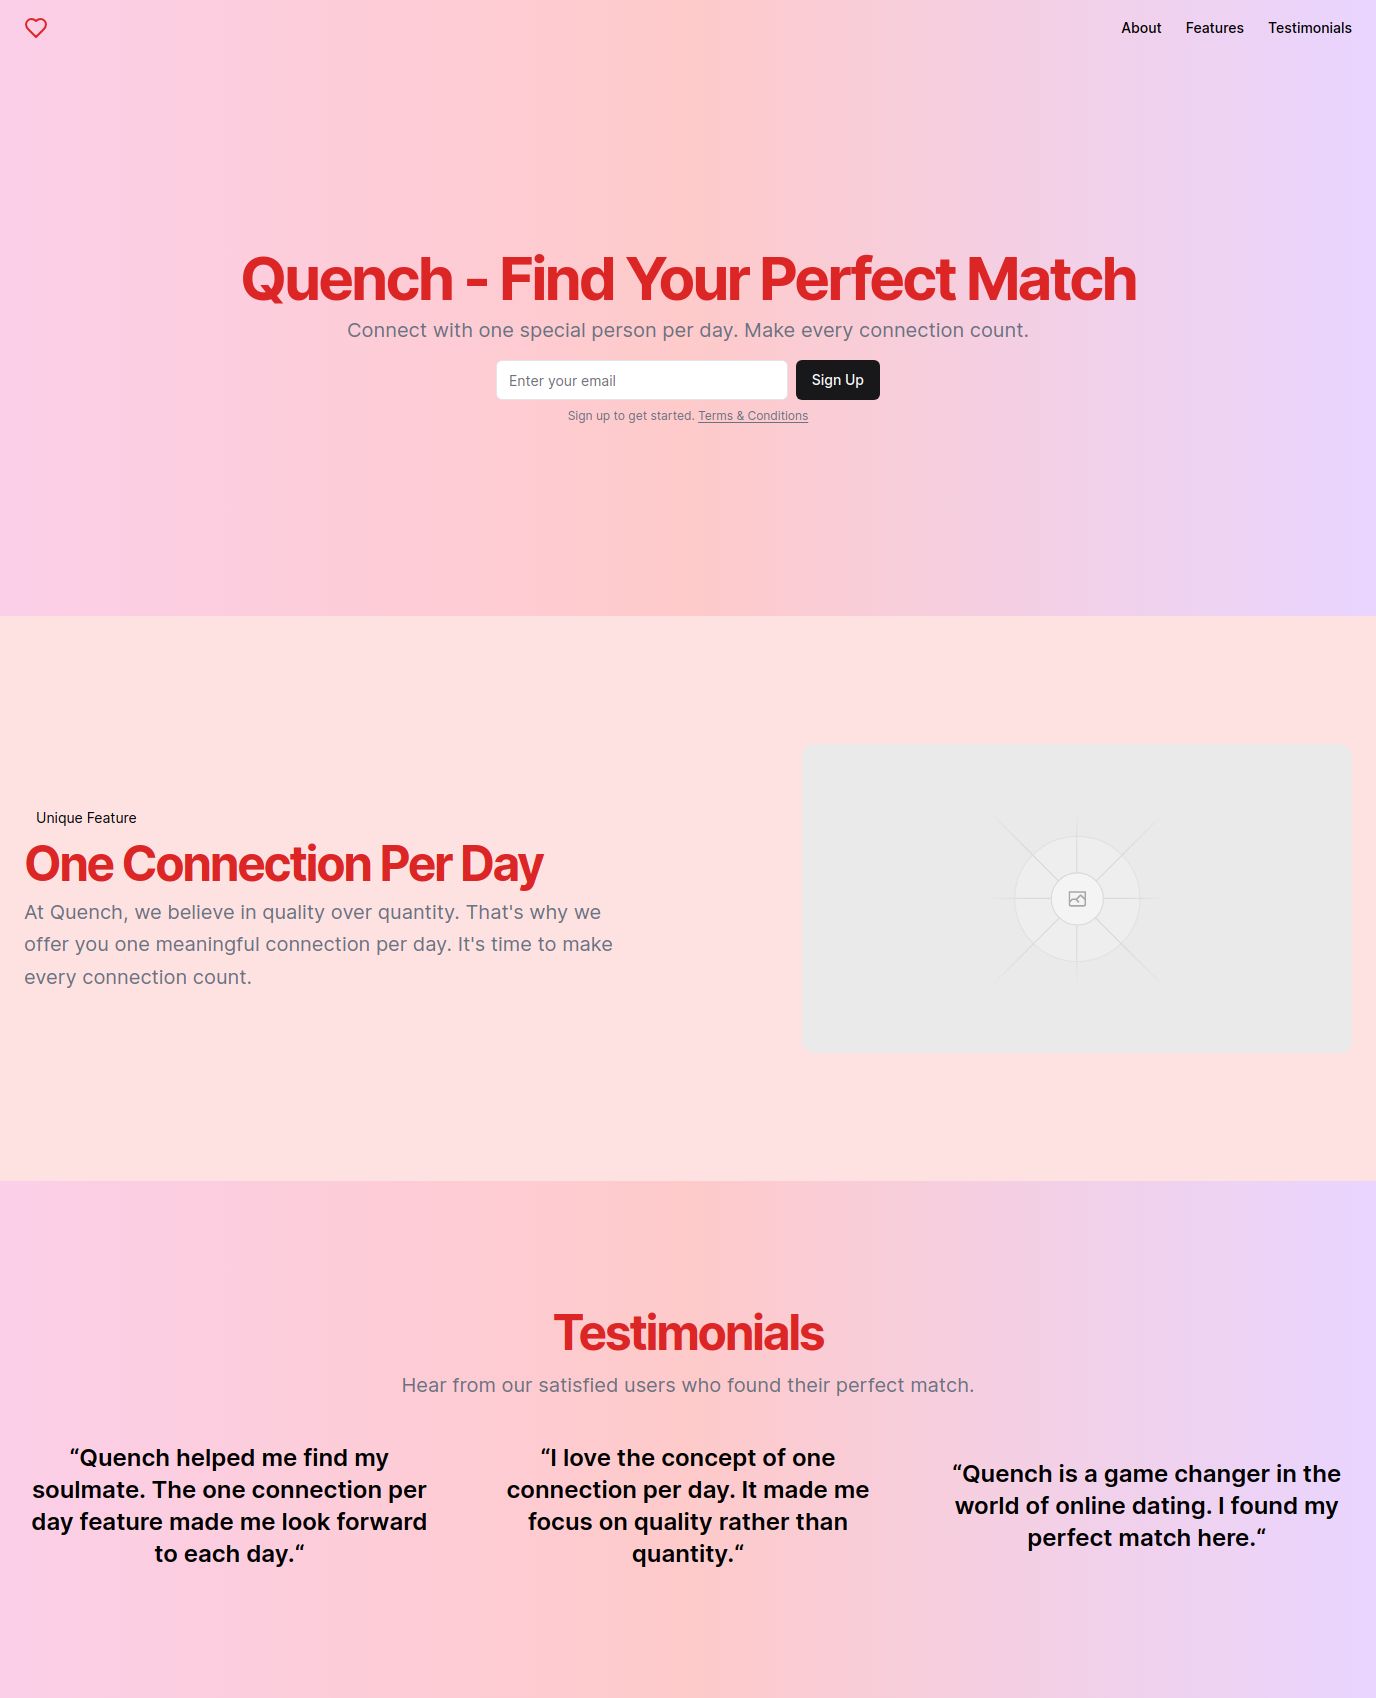 About Features Testimonials
Quench - Find Your Perfect Match
Connect with one special person per day. Make every connection count.
Enter your email
Sign Up
Sign up to get started. Terms & Conditions
Unique Feature
One Connection Per Day
At Quench, we believe in quality over quantity. That's why we
offer you one meaningful connection per day. It's time to make
every connection count.
Testimonials
Hear from our satisfied users who found their perfect match.
“Quench helped me find my
soulmate. The one connection per
day feature made me look forward
to each day.“
“I love the concept of one
connection per day. It made me
focus on quality rather than
quantity.“
“Quench is a game changer in the
world of online dating. I found my
perfect match here.“